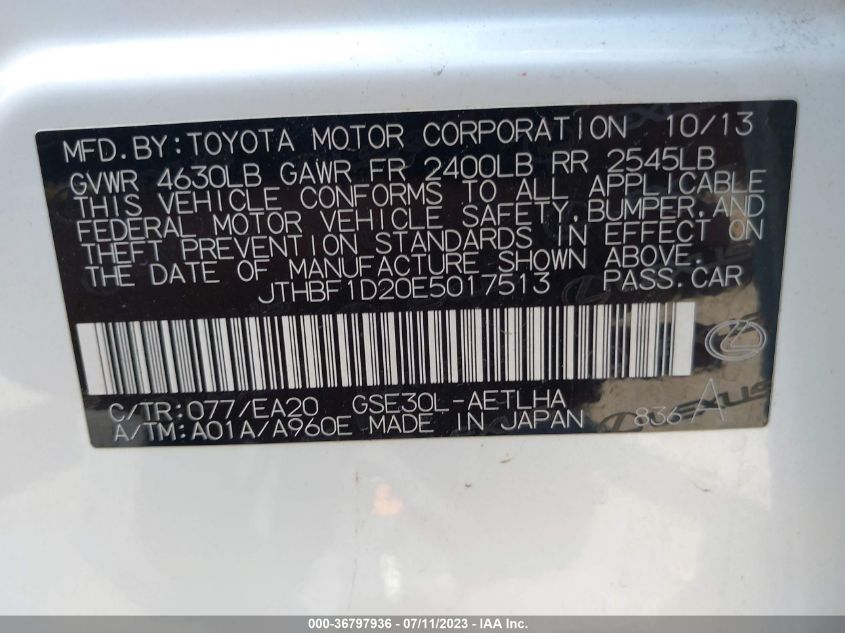 MFD. BY: TOYOTA MOTOR CORPORATION 10/13
GVWR 4630LB GAWR FR 2400LB RR 2545LB
THIS VEHICLE CONFORMS TO ALL APPLICABLE
FEDERAL MOTOR VEHICLE SAFETY, BUMPER, AND
THEFT PREVENTION STANDARDS IN EFFECT ON
THE DATE OF MANUFACTURE SHOWN ABOVE.
JTHBF1D20E5017513 PASS. CAR
C/TR: 077/EA20 GSE30L-AETLHA
A/TM: A01A/A960E MADE IN JAPAN 836 A
LEXUS
000-36797936 - 07/11/2023 - IAA Inc.